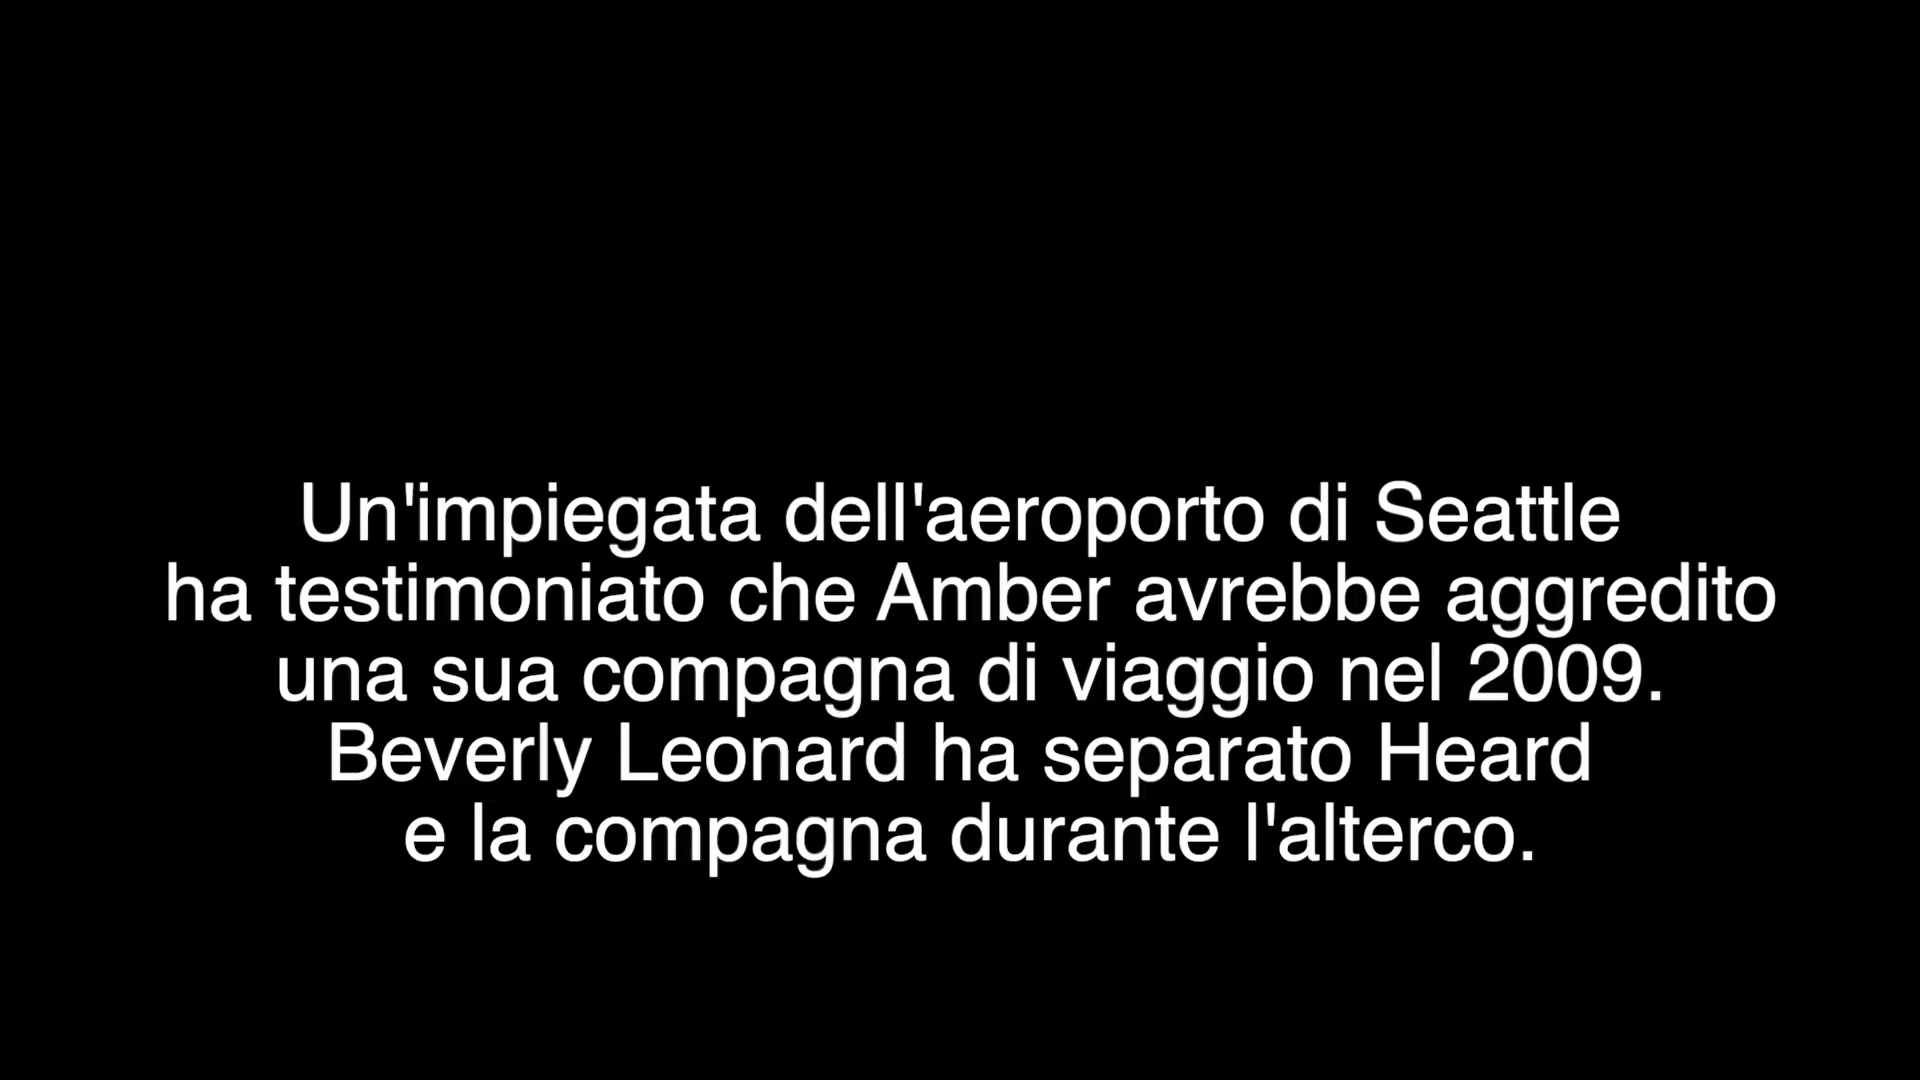 Un'impiegata dell'aeroporto di Seattle
ha testimoniato che Amber avrebbe aggredito
una sua compagna di viaggio nel 2009.
Beverly Leonard ha separato Heard
e la compagna durante l'alterco.